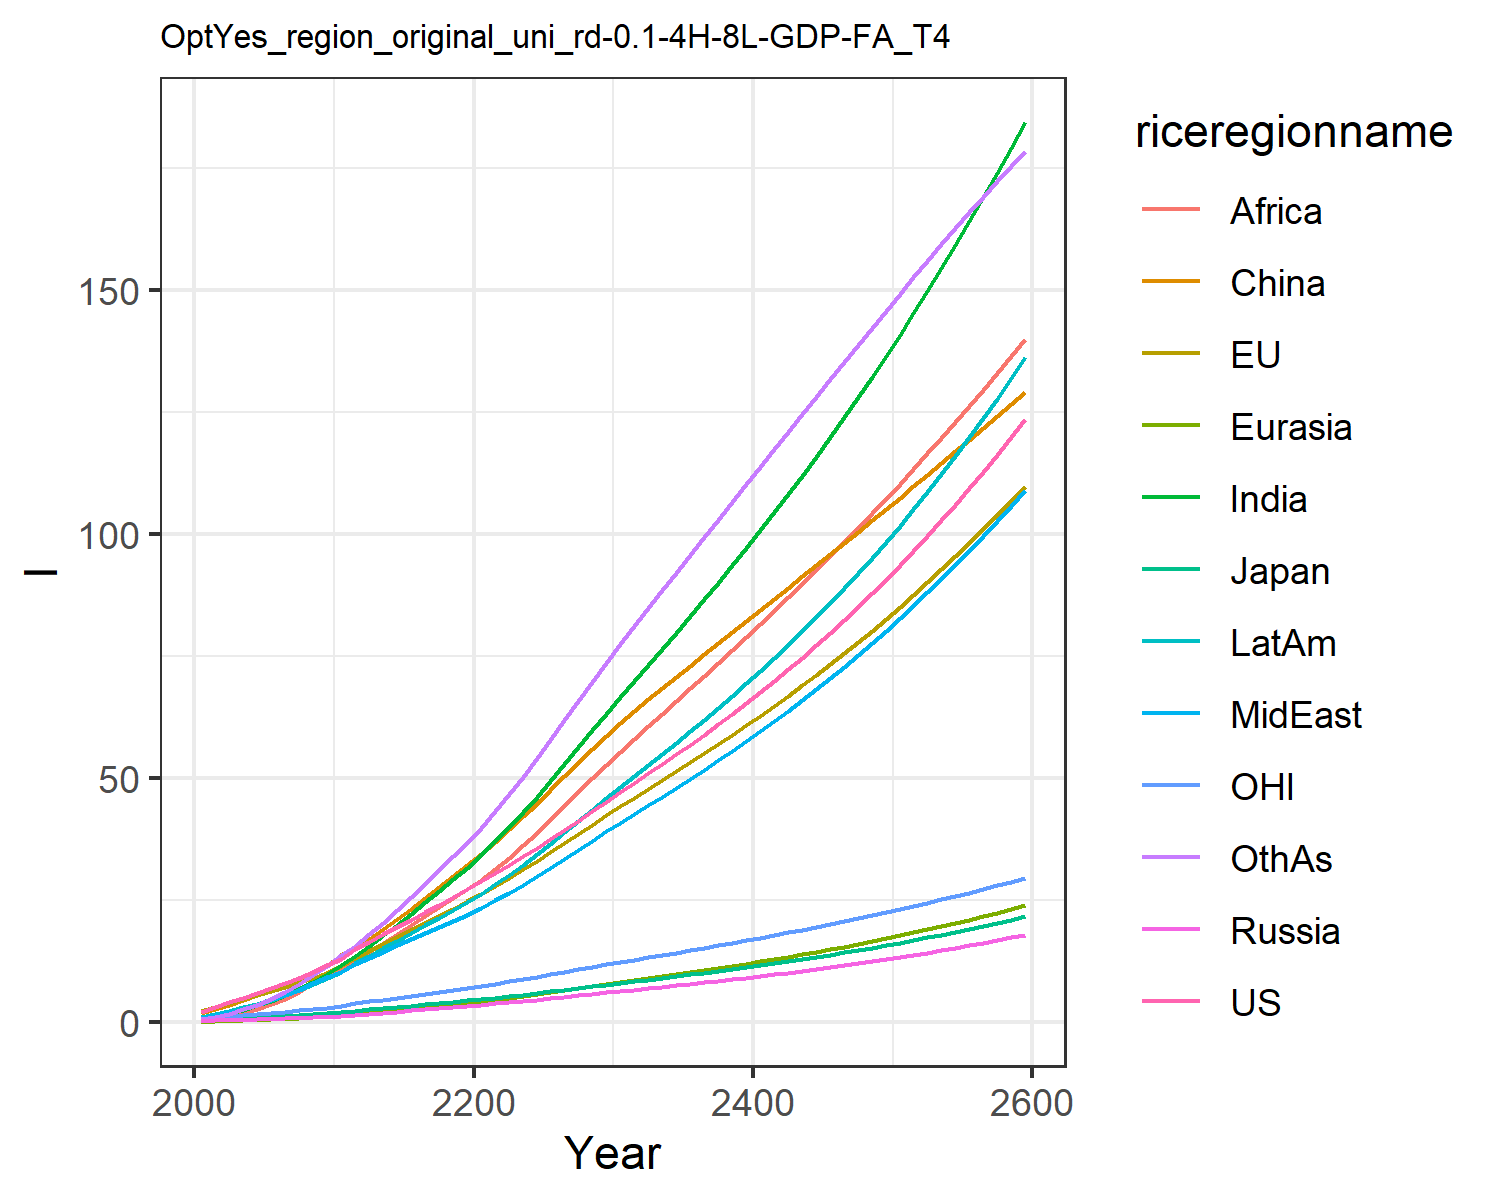 OptYes_region_original_uni_rd-0.1-4H-8L-GDP-FA_T4
riceregionname
Africa
China
EU
Eurasia
India
Japan
LatAm
MidEast
OHI
OthAs
Russia
US
I
150
100
50
0
2000 2200 2400 2600
Year